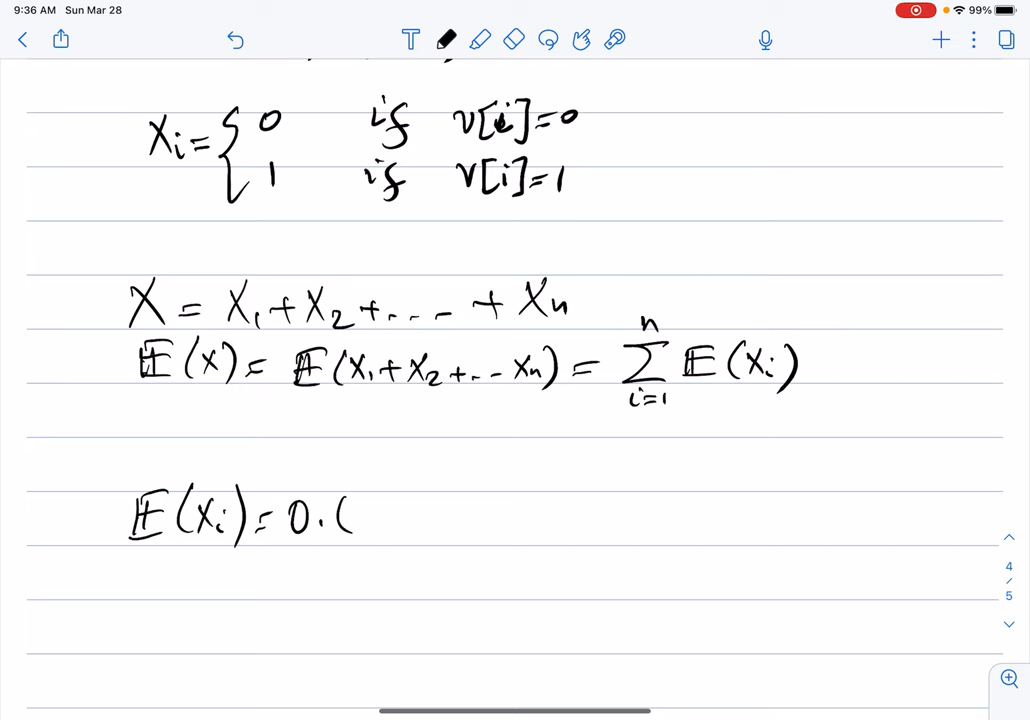 9:36 AM Sun Mar 28 99%
Xi = { 0 if v[i]=0
1 if v[i]=1
X = X₁+X₂+....- + Xn
𝔼(X) = 𝔼(X₁+X₂+..- Xn) = ∑ⁿᵢ₌₁ 𝔼(Xi)
𝔼(Xi) = 0.(
4
/
5